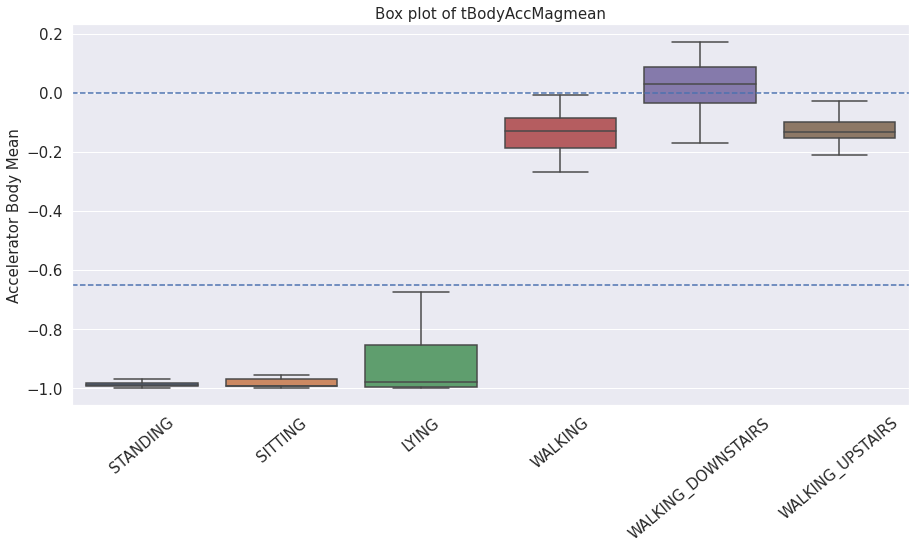 Box plot of tBodyAccMagmean
Accelerator Body Mean
0.2
0.0
−0.2
−0.4
−0.6
−0.8
−1.0
STANDING
SITTING
LYING
WALKING
WALKING_DOWNSTAIRS
WALKING_UPSTAIRS